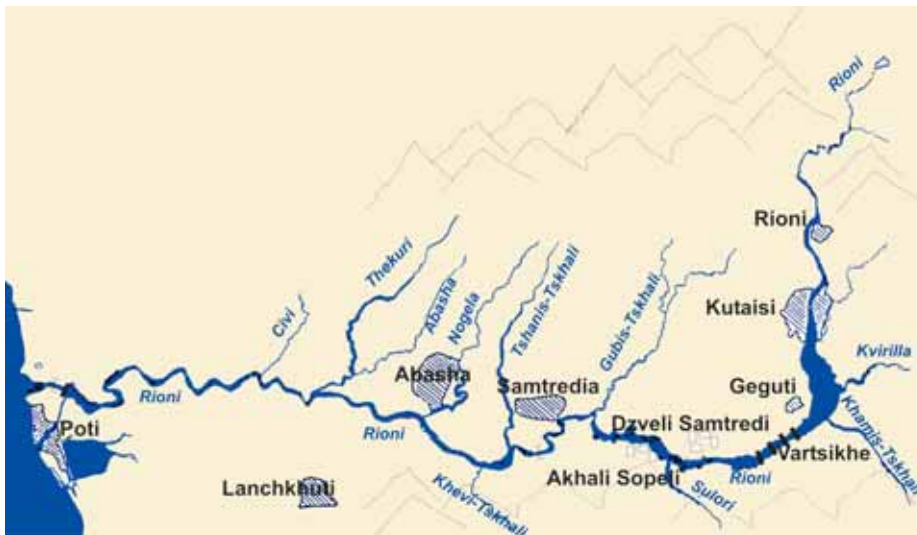 Rioni
Rioni
Kutaisi
Thekuri
Abasha
Nogela
Tshanis-Tskhali
Gubis-Tskhali
Civi
Kvirilla
Abasha
Samtredia
Geguti
Khamis-Tskhali
Rioni
Poti
Rioni
Dzveli Samtredi
Vartsikhe
Akhali Sopeli
Rioni
Lanchkhuti
Khevi-Tskhali
Sulori